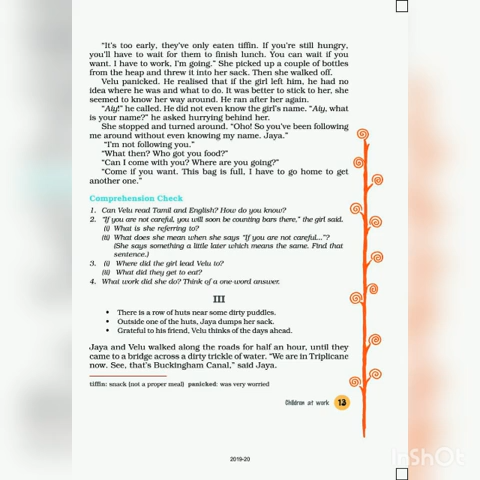 "It's too early, they've only eaten tiffin. If you're still hungry,
you'll have to wait for them to finish lunch. You can wait if you
want. I have to work, I'm going." She picked up a couple of bottles
from the heap and threw it into her sack. Then she walked off.
Velu panicked. He realised that if the girl left him, he had no
idea where he was and what to do. It was better to stick to her, she
seemed to know her way around. He ran after her again.
"Aiy!" he called. He did not even know the girl's name. "Aiy, what
is your name?" he asked hurrying behind her.
She stopped and turned around. "Oho! So you've been following
me around without even knowing my name. Jaya."
"I'm not following you."
"What then? Who got you food?"
"Can I come with you? Where are you going?"
"Come if you want. This bag is full, I have to go home to get
another one."
Comprehension Check
1. Can Velu read Tamil and English? How do you know?
2. "If you are not careful, you will soon be counting bars there," the girl said.
(i) What is she referring to?
(ii) What does she mean when she says "If you are not careful..."?
(She says something a little later which means the same. Find that
sentence.)
3. (i) Where did the girl lead Velu to?
(ii) What did they get to eat?
4. What work did she do? Think of a one-word answer.
III
• There is a row of huts near some dirty puddles.
• Outside one of the huts, Jaya dumps her sack.
• Grateful to his friend, Velu thinks of the days ahead.
Jaya and Velu walked along the roads for half an hour, until they
came to a bridge across a dirty trickle of water. "We are in Triplicane
now. See, that's Buckingham Canal," said Jaya.
tiffin: snack (not a proper meal) panicked: was very worried
Children at work 13
2019-20
InShOt